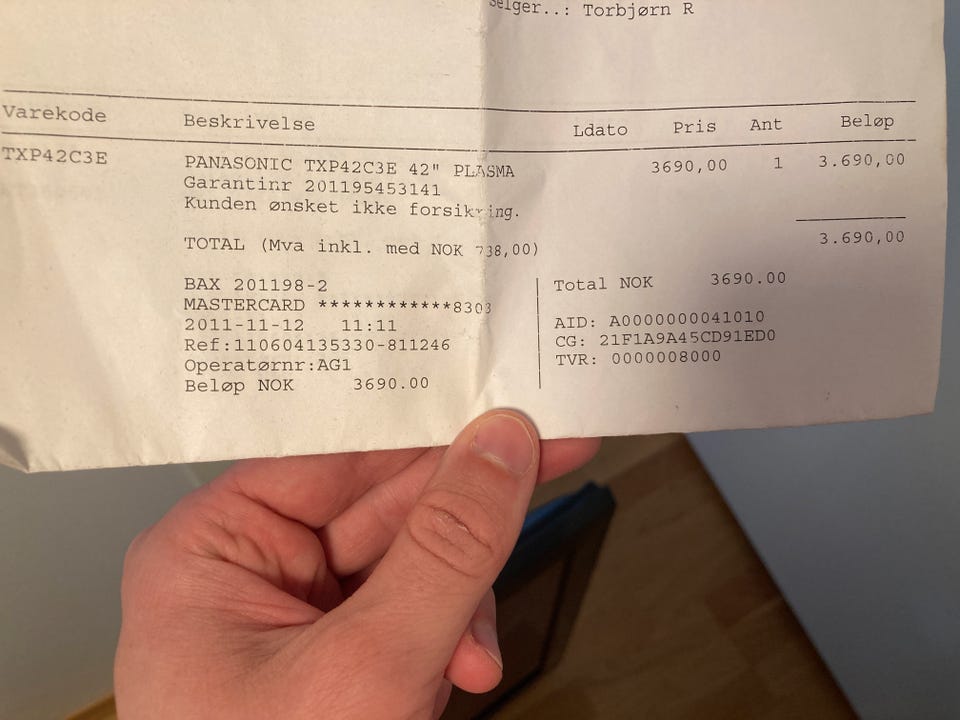 Selger..: Torbjørn R
Varekode Beskrivelse Ldato Pris Ant Beløp
TXP42C3E PANASONIC TXP42C3E 42" PLASMA 3690,00 1 3.690,00
Garantinr 201195453141
Kunden ønsket ikke forsikring.
TOTAL (Mva inkl. med NOK 738,00) 3.690,00
BAX 201198-2
MASTERCARD ************8303
2011-11-12 11:11
Ref:110604135330-811246
Operatørnr:AG1
Beløp NOK 3690.00
Total NOK 3690.00
AID: A0000000041010
CG: 21F1A9A45CD91ED0
TVR: 0000008000